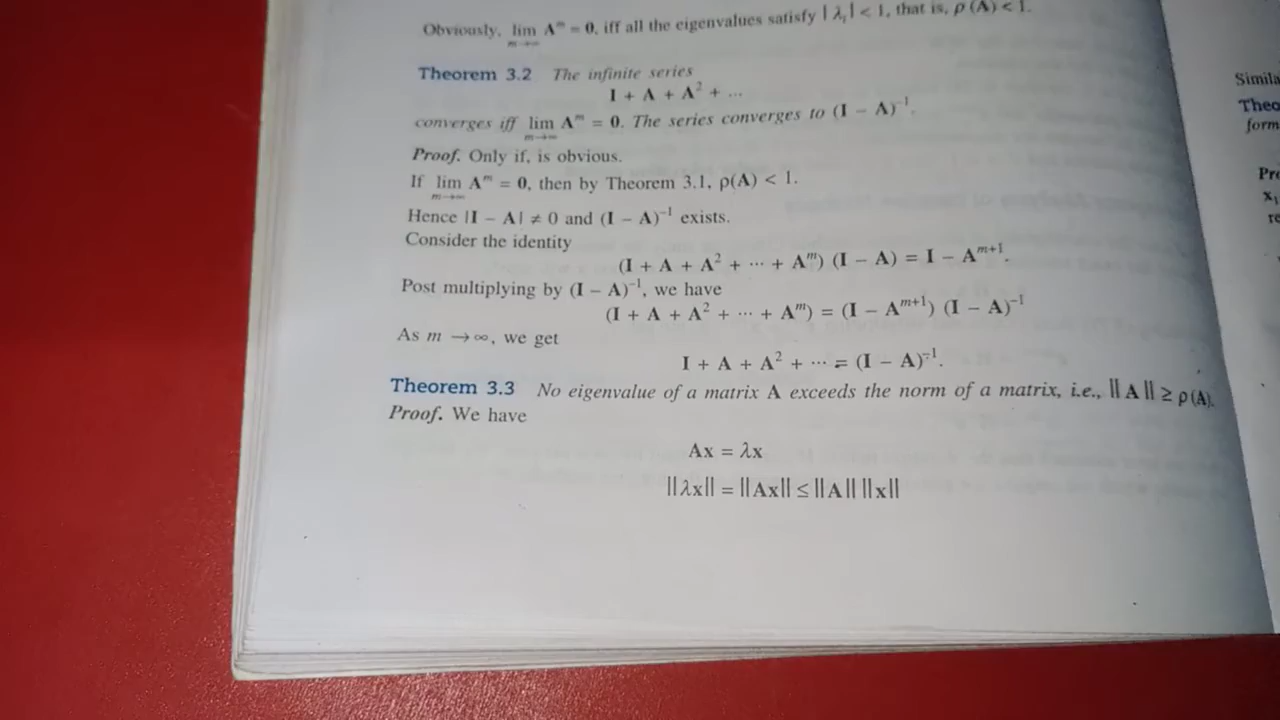 Obviously, lim A^m = 0, iff all the eigenvalues satisfy | λ_i | < 1, that is, ρ (A) < 1.
m→∞
Theorem 3.2 The infinite series
I + A + A² + ...
converges iff lim A^m = 0. The series converges to (I − A)⁻¹.
m→∞
Proof. Only if, is obvious.
If lim A^m = 0, then by Theorem 3.1, ρ(A) < 1.
m→∞
Hence |I − A| ≠ 0 and (I − A)⁻¹ exists.
Consider the identity
(I + A + A² + ··· + A^m) (I − A) = I − A^{m+1}.
Post multiplying by (I − A)⁻¹, we have
(I + A + A² + ··· + A^m) = (I − A^{m+1}) (I − A)⁻¹
As m → ∞, we get
I + A + A² + ··· = (I − A)⁻¹.
Theorem 3.3 No eigenvalue of a matrix A exceeds the norm of a matrix, i.e., || A || ≥ ρ(A).
Proof. We have
Ax = λx
||λx|| = ||Ax|| ≤ ||A|| ||x||
Simila
Theo
form
Pro
x₁
re